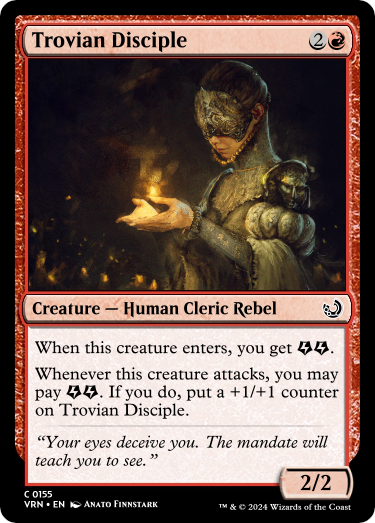 Trovian Disciple 2
Creature — Human Cleric Rebel
When this creature enters, you get .
Whenever this creature attacks, you may
pay . If you do, put a +1/+1 counter
on Trovian Disciple.
“Your eyes deceive you. The mandate will
teach you to see.”
2/2
C 0155
VRN • EN Anato Finnstark
™ & © 2024 Wizards of the Coast